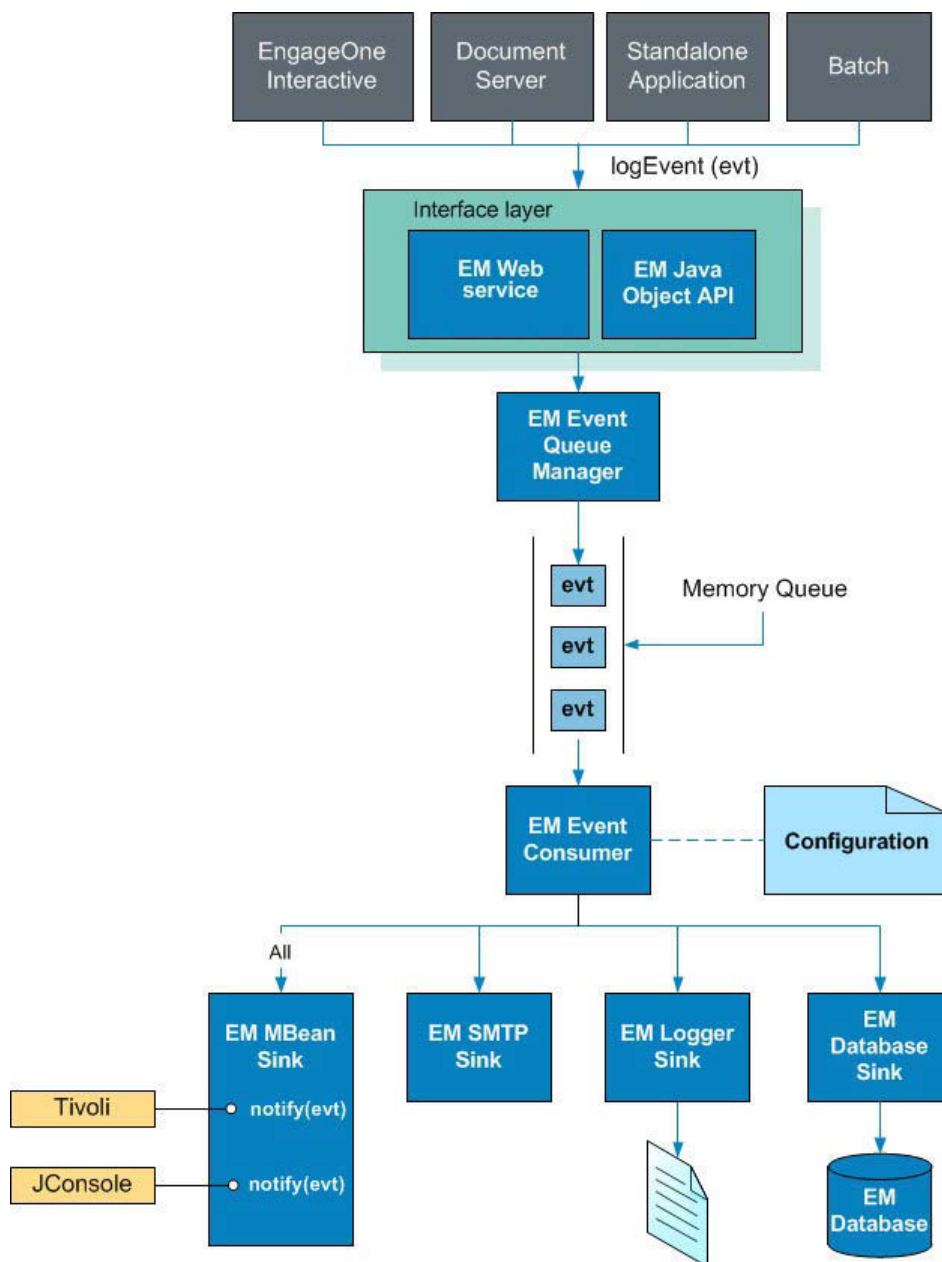 EngageOne
Interactive
Document
Server
Standalone
Application
Batch
logEvent (evt)
Interface layer
EM Web
service
EM Java
Object API
EM Event
Queue
Manager
evt
Memory Queue
evt
evt
EM Event
Consumer
Configuration
All
EM MBean
Sink
EM SMTP
Sink
EM Logger
Sink
EM
Database
Sink
Tivoli
notify(evt)
JConsole
notify(evt)
EM
Database